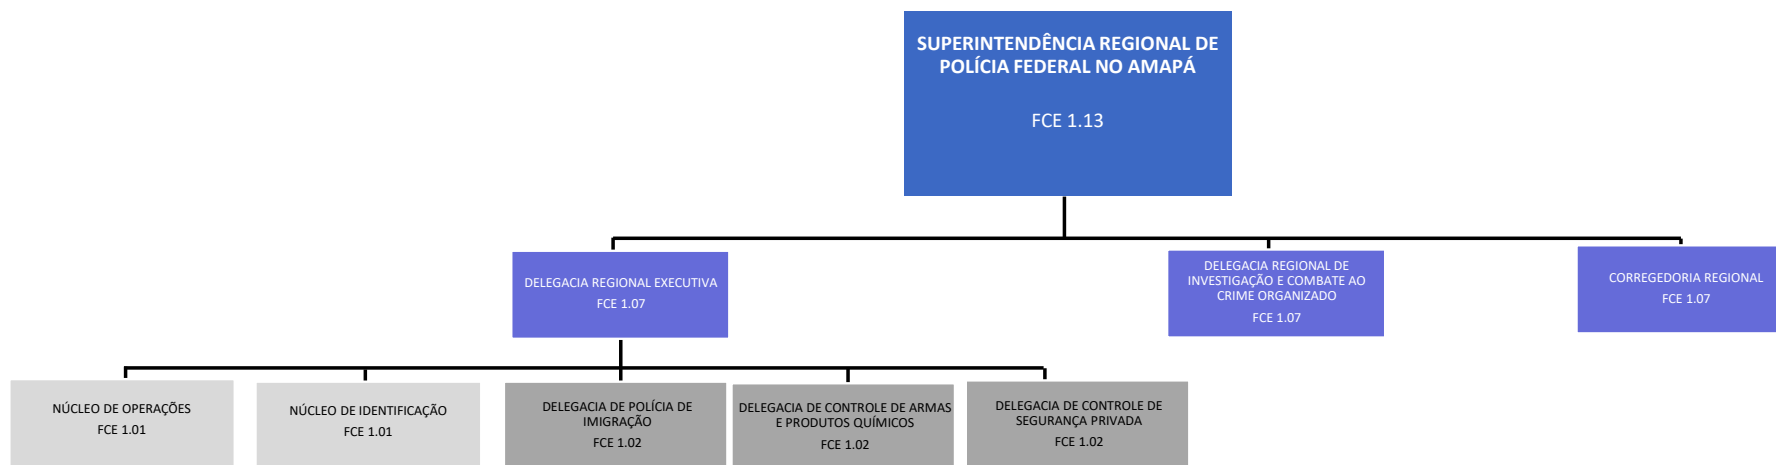 SUPERINTENDÊNCIA REGIONAL DE
POLÍCIA FEDERAL NO AMAPÁ
FCE 1.13
DELEGACIA REGIONAL EXECUTIVA
FCE 1.07
DELEGACIA REGIONAL DE
INVESTIGAÇÃO E COMBATE AO
CRIME ORGANIZADO
FCE 1.07
CORREGEDORIA REGIONAL
FCE 1.07
NÚCLEO DE OPERAÇÕES
FCE 1.01
NÚCLEO DE IDENTIFICAÇÃO
FCE 1.01
DELEGACIA DE POLÍCIA DE
IMIGRAÇÃO
FCE 1.02
DELEGACIA DE CONTROLE DE ARMAS
E PRODUTOS QUÍMICOS
FCE 1.02
DELEGACIA DE CONTROLE DE
SEGURANÇA PRIVADA
FCE 1.02